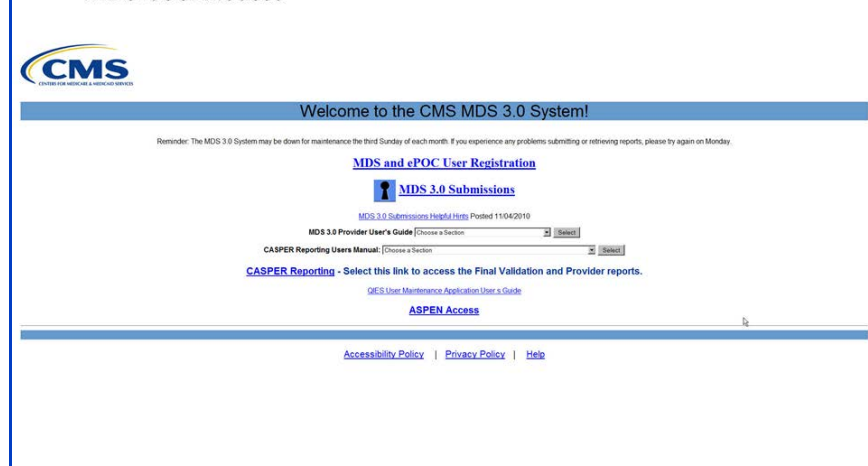 CMS
CENTERS FOR MEDICARE & MEDICAID SERVICES
Welcome to the CMS MDS 3.0 System!
Reminder: The MDS 3.0 System may be down for maintenance the third Sunday of each month. If you experience any problems submitting or retrieving reports, please try again on Monday.
MDS and ePOC User Registration
MDS 3.0 Submissions
MDS 3.0 Submissions Helpful Hints Posted 11/04/2010
MDS 3.0 Provider User's Guide Choose a Section Select
CASPER Reporting Users Manual: Choose a Section Select
CASPER Reporting - Select this link to access the Final Validation and Provider reports.
QIES User Maintenance Application User's Guide
ASPEN Access
Accessibility Policy | Privacy Policy | Help